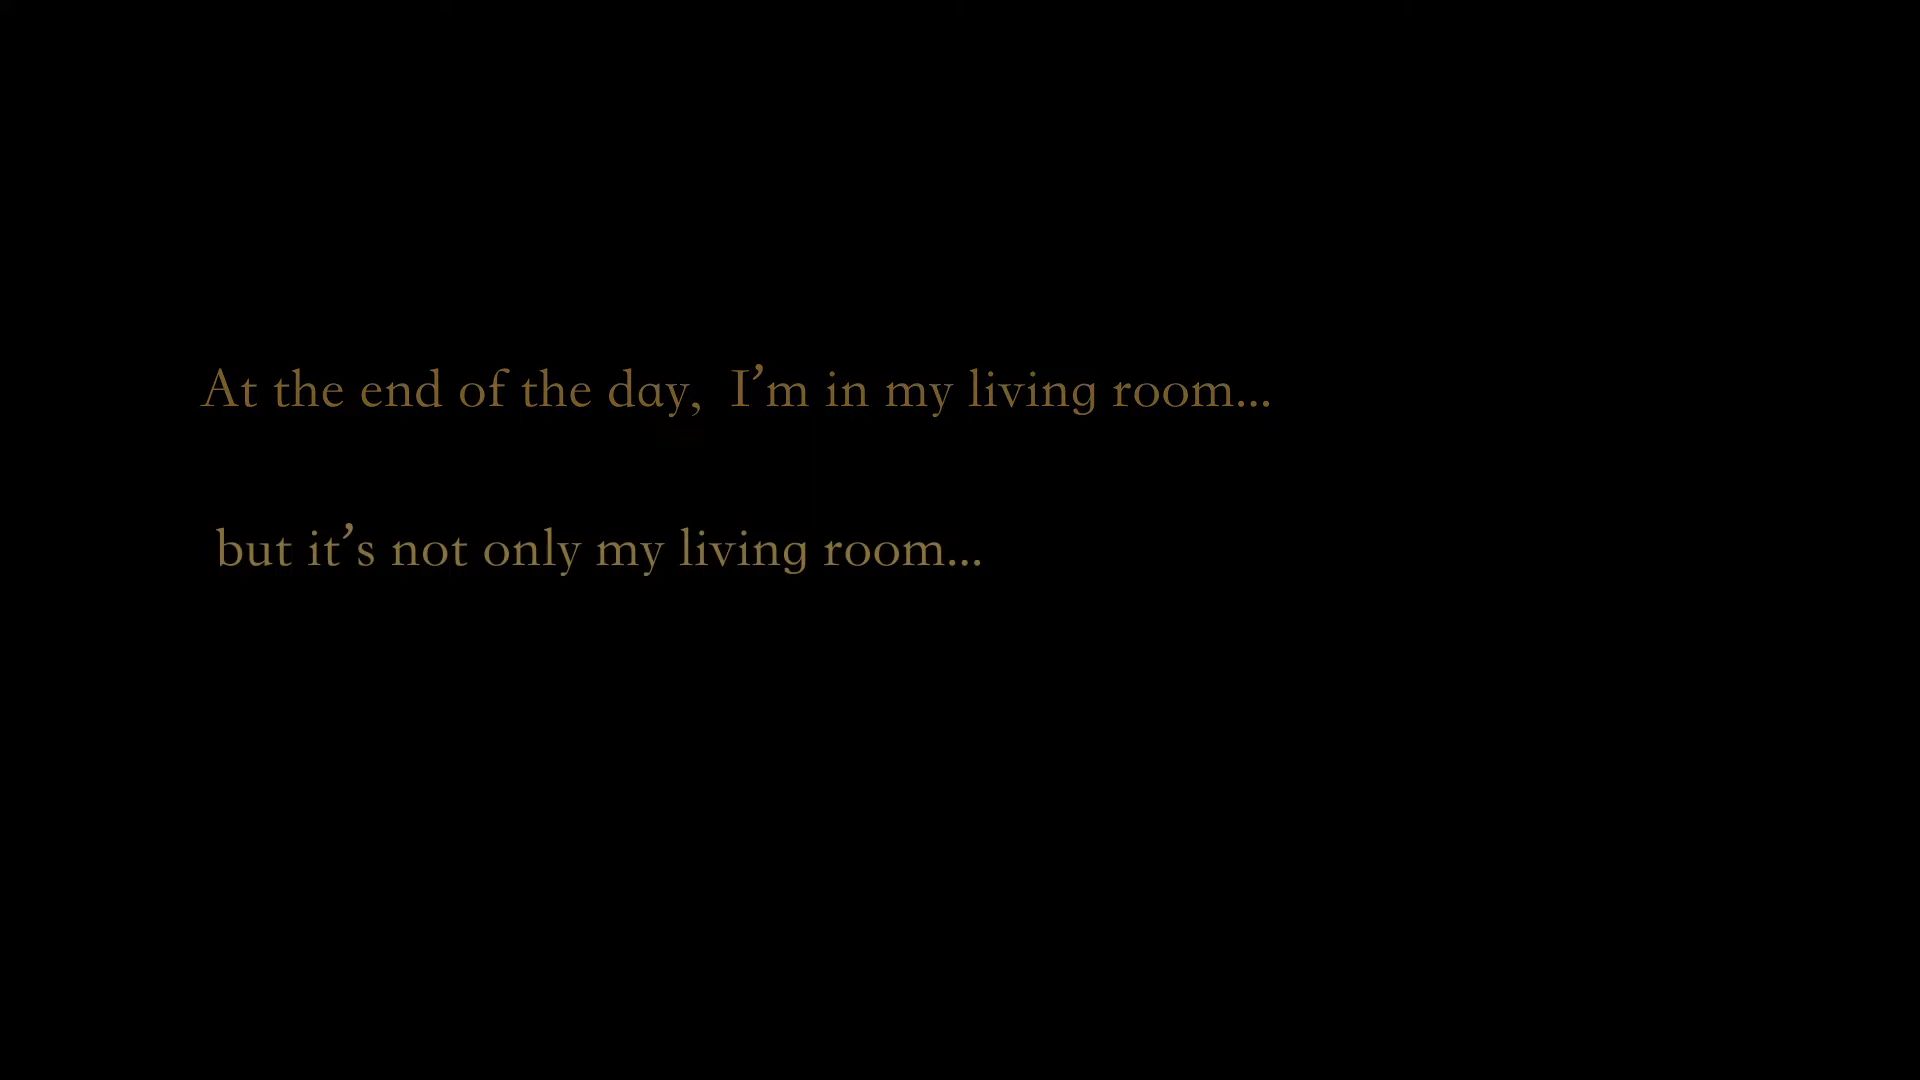 At the end of the day,  I’m in my living room...
but it’s not only my living room...